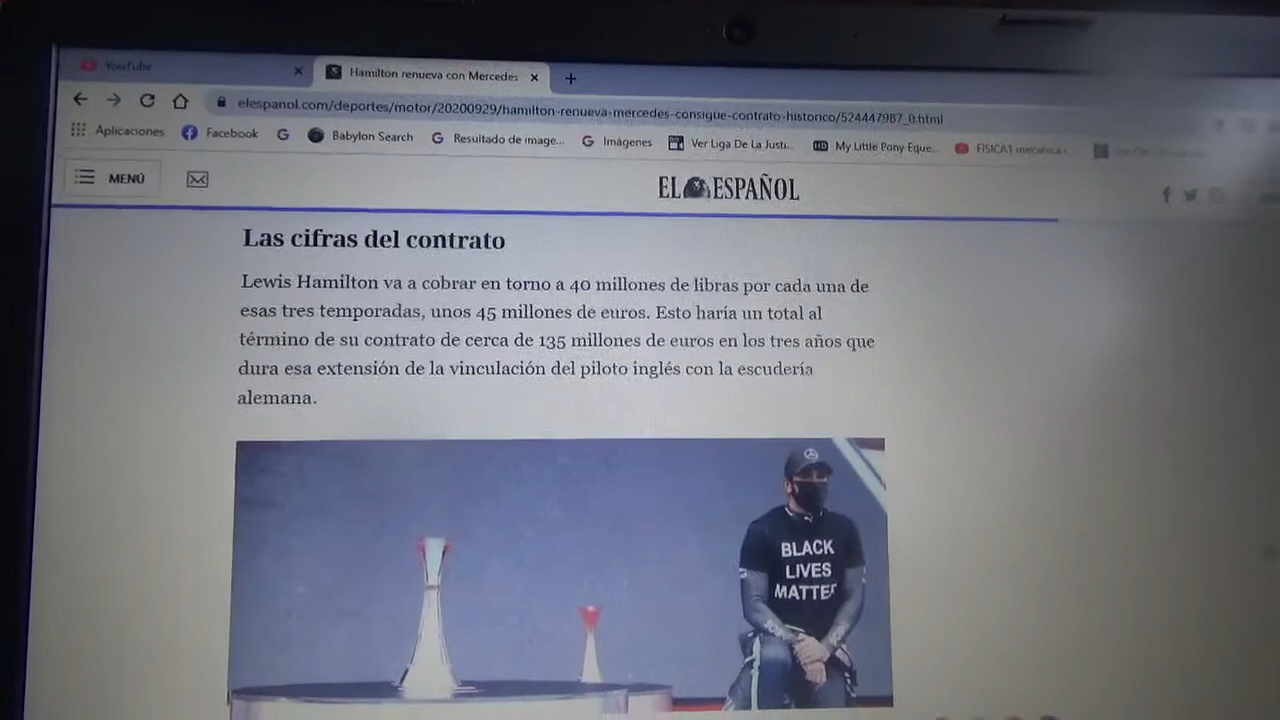 YouTube
Hamilton renueva con Mercedes
elespanol.com/deportes/motor/20200929/hamilton-renueva-mercedes-consigue-contrato-historico/524447987_0.html
Aplicaciones Facebook Babylon Search Resultado de image... Imágenes Ver Liga De La Justi... My Little Pony Eque... FISICA1
MENÚ
EL ESPAÑOL
Las cifras del contrato
Lewis Hamilton va a cobrar en torno a 40 millones de libras por cada una de
esas tres temporadas, unos 45 millones de euros. Esto haría un total al
término de su contrato de cerca de 135 millones de euros en los tres años que
dura esa extensión de la vinculación del piloto inglés con la escudería
alemana.
BLACK
LIVES
MATTER